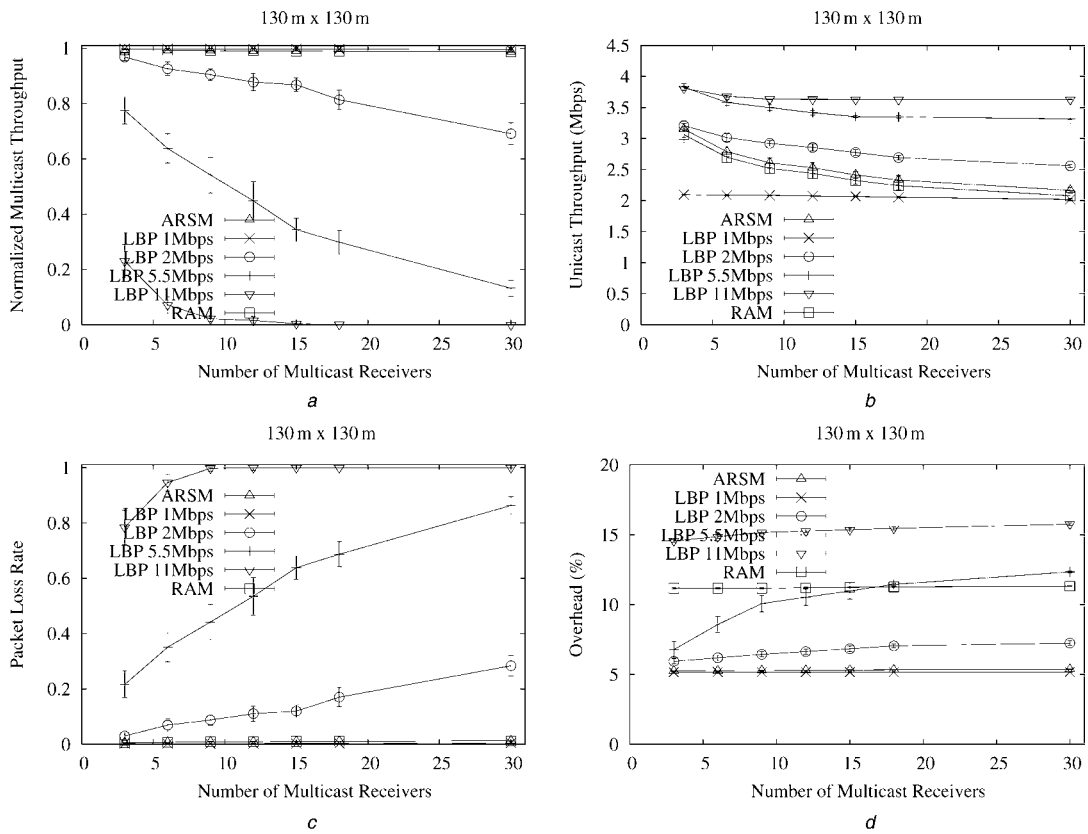 130 m x 130 m
Normalized Multicast Throughput
1
0.8
0.6
0.4
0.2
0
ARSM
LBP 1Mbps
LBP 2Mbps
LBP 5.5Mbps
LBP 11Mbps
RAM
0 5 10 15 20 25 30
Number of Multicast Receivers
a
130 m x 130 m
Unicast Throughput (Mbps)
4.5
4
3.5
3
2.5
2
1.5
1
0.5
0
ARSM
LBP 1Mbps
LBP 2Mbps
LBP 5.5Mbps
LBP 11Mbps
RAM
0 5 10 15 20 25 30
Number of Multicast Receivers
b
130 m x 130 m
Packet Loss Rate
1
0.8
0.6
0.4
0.2
0
ARSM
LBP 1Mbps
LBP 2Mbps
LBP 5.5Mbps
LBP 11Mbps
RAM
0 5 10 15 20 25 30
Number of Multicast Receivers
c
130 m x 130 m
Overhead (%)
20
15
10
5
0
ARSM
LBP 1Mbps
LBP 2Mbps
LBP 5.5Mbps
LBP 11Mbps
RAM
0 5 10 15 20 25 30
Number of Multicast Receivers
d